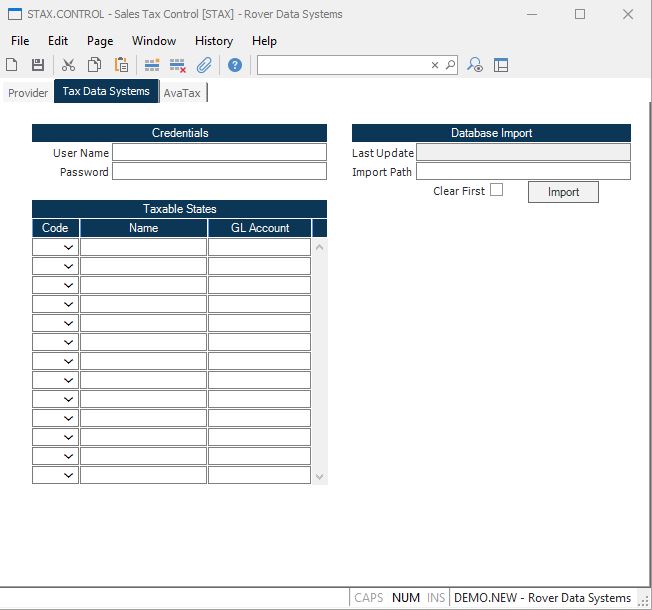 STAX.CONTROL - Sales Tax Control [STAX] - Rover Data Systems
File Edit Page Window History Help
Provider Tax Data Systems AvaTax
Credentials
User Name
Password
Database Import
Last Update
Import Path
Clear First Import
Taxable States
Code Name GL Account
CAPS NUM INS DEMO.NEW - Rover Data Systems